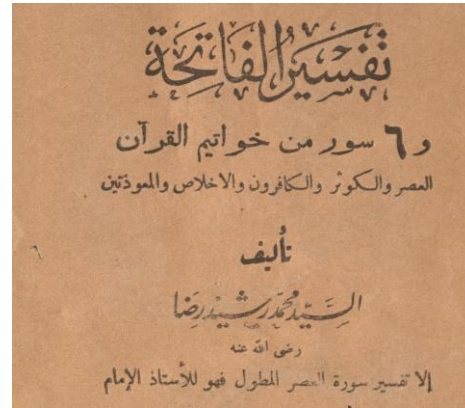 تفسير الفاتحة
و ٦ سور من خواتيم القرآن
العصر والكوثر والكافرون والاخلاص والمعوذتين
تأليف
السيد محمد رشيد رضا
رضى الله عنه
إلا تفسير سورة العصر المطول فهو للأستاذ الإمام